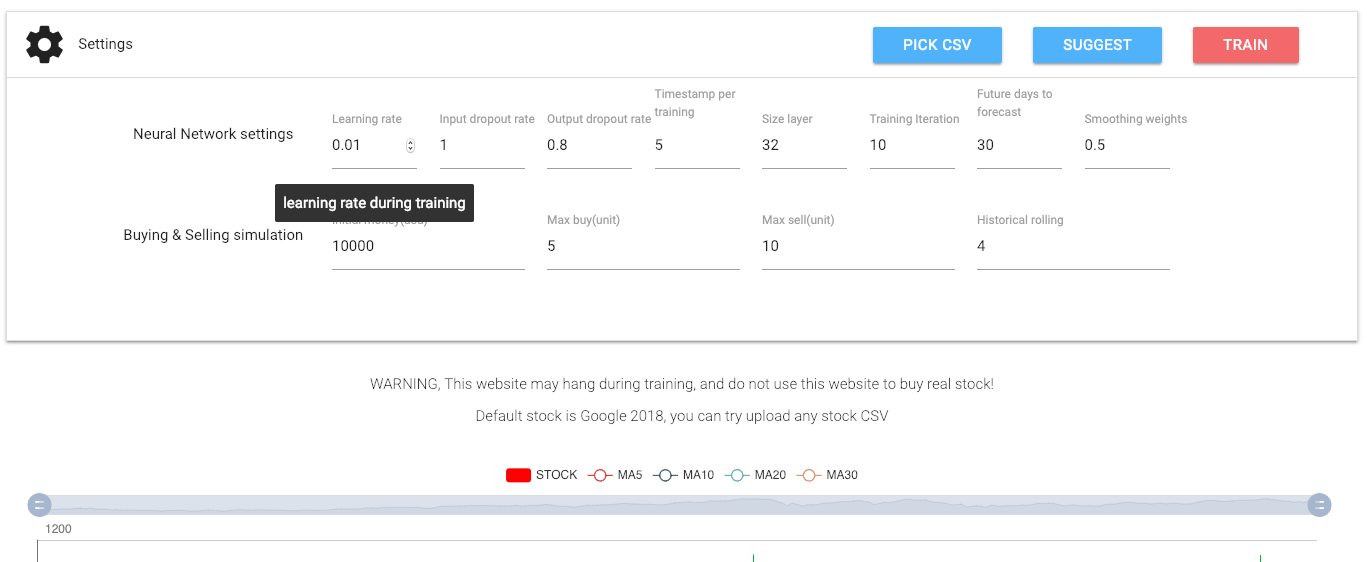 Settings
PICK CSV
SUGGEST
TRAIN
Neural Network settings
Learning rate
0.01
Input dropout rate
1
Output dropout rate
0.8
Timestamp per
training
5
Size layer
32
Training Iteration
10
Future days to
forecast
30
Smoothing weights
0.5
learning rate during training
Buying & Selling simulation
Initial money(usd)
10000
Max buy(unit)
5
Max sell(unit)
10
Historical rolling
4
WARNING, This website may hang during training, and do not use this website to buy real stock!
Default stock is Google 2018, you can try upload any stock CSV
STOCK MA5 MA10 MA20 MA30
1200